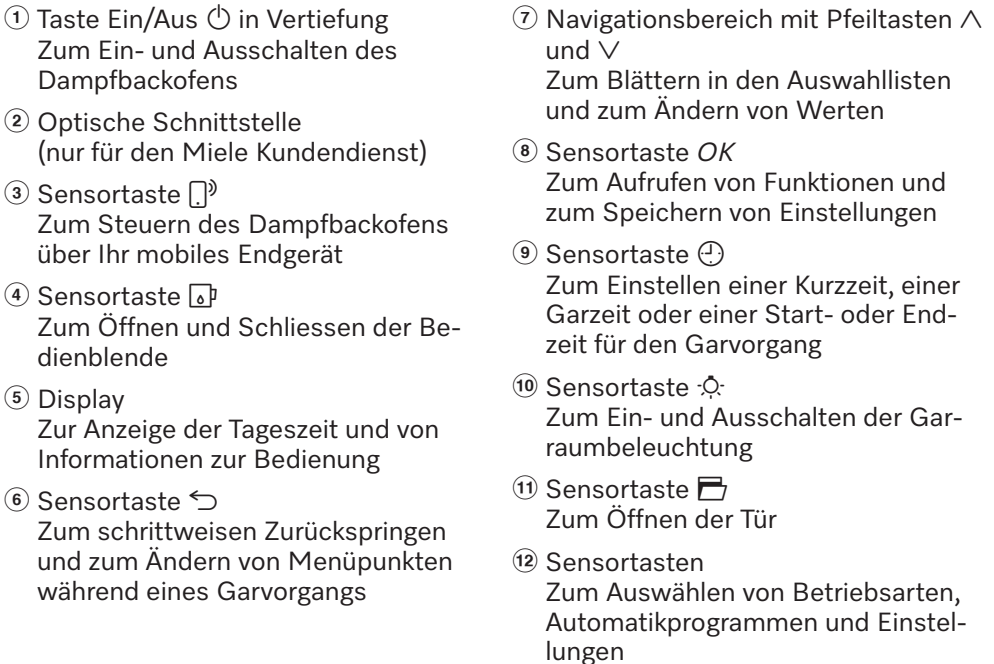 ① Taste Ein/Aus ⏻ in Vertiefung
Zum Ein- und Ausschalten des
Dampfbackofens
② Optische Schnittstelle
(nur für den Miele Kundendienst)
③ Sensortaste
Zum Steuern des Dampfbackofens
über Ihr mobiles Endgerät
④ Sensortaste
Zum Öffnen und Schliessen der Be-
dienblende
⑤ Display
Zur Anzeige der Tageszeit und von
Informationen zur Bedienung
⑥ Sensortaste ⮌
Zum schrittweisen Zurückspringen
und zum Ändern von Menüpunkten
während eines Garvorgangs
⑦ Navigationsbereich mit Pfeiltasten ∧
und ∨
Zum Blättern in den Auswahllisten
und zum Ändern von Werten
⑧ Sensortaste OK
Zum Aufrufen von Funktionen und
zum Speichern von Einstellungen
⑨ Sensortaste
Zum Einstellen einer Kurzzeit, einer
Garzeit oder einer Start- oder End-
zeit für den Garvorgang
⑩ Sensortaste
Zum Ein- und Ausschalten der Gar-
raumbeleuchtung
⑪ Sensortaste
Zum Öffnen der Tür
⑫ Sensortasten
Zum Auswählen von Betriebsarten,
Automatikprogrammen und Einstel-
lungen